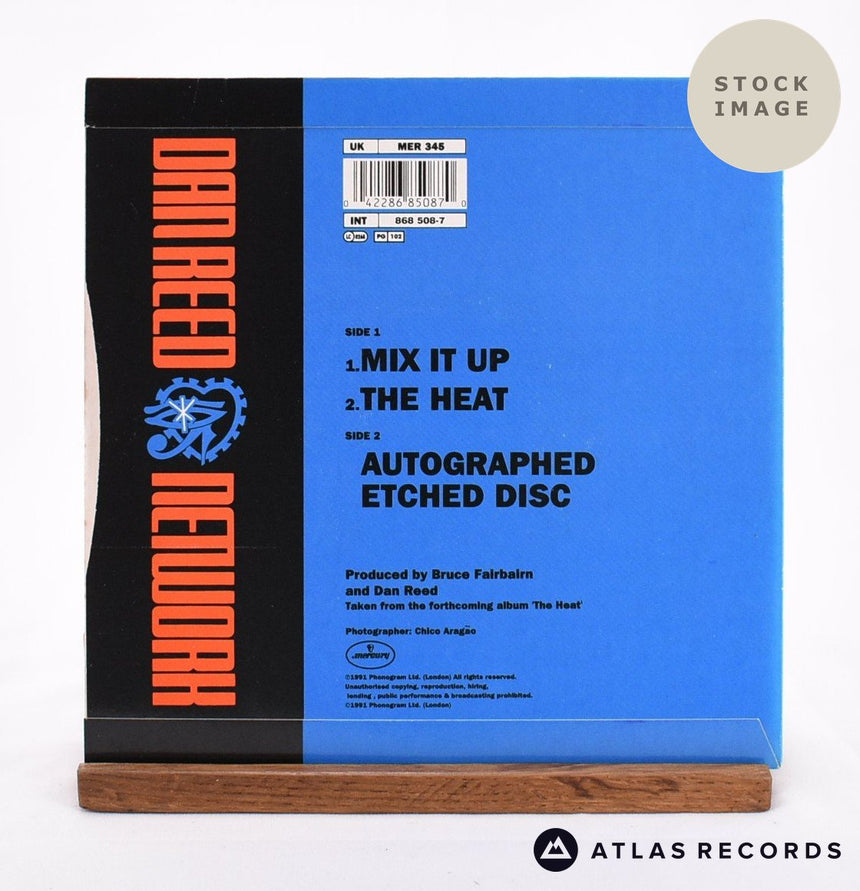 STOCK
IMAGE
DAN REED
NETWORK
UK MER 345
0 42286 85087 0
INT 868 508-7
LC 0268 PG 102
SIDE 1
1.MIX IT UP
2.THE HEAT
SIDE 2
AUTOGRAPHED
ETCHED DISC
Produced by Bruce Fairbairn
and Dan Reed
Taken from the forthcoming album 'The Heat'
Photographer: Chico Aragão
mercury
℗1991 Phonogram Ltd. (London) All rights reserved.
Unauthorised copying, reproduction, hiring,
lending , public performance & broadcasting prohibited.
©1991 Phonogram Ltd. (London)
ATLAS RECORDS